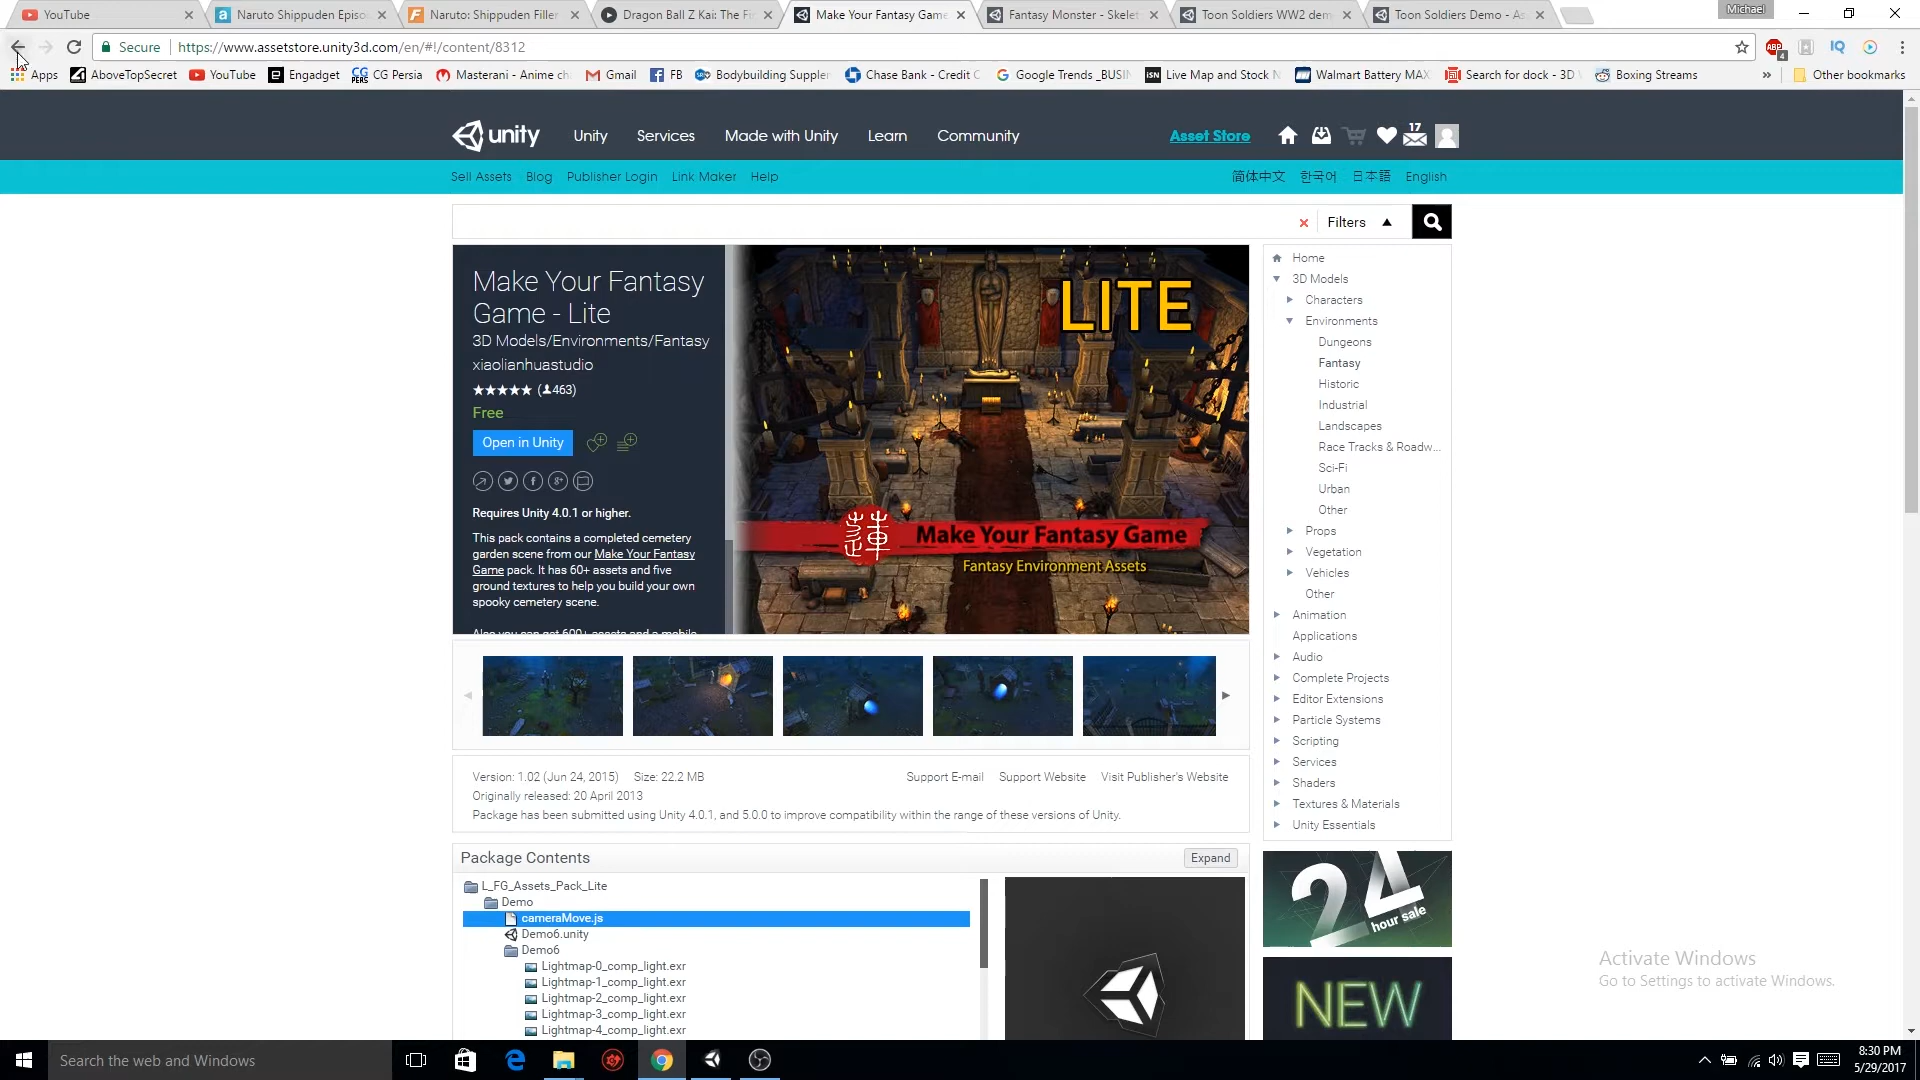 YouTube
Naruto Shippuden Episo
Naruto: Shippuden Filler
Dragon Ball Z Kai: The Fi
Make Your Fantasy Game
Fantasy Monster - Skelet
Toon Soldiers WW2 dem
Toon Soldiers Demo - As
Michael
Secure
https://www.assetstore.unity3d.com/en/#!/content/8312
ABP
4
IQ
Apps
AboveTopSecret
YouTube
Engadget
CG Persia
Masterani - Anime ch
Gmail
FB
Bodybuilding Suppler
Chase Bank - Credit C
Google Trends _BUSI
Live Map and Stock N
Walmart Battery MAX
Search for dock - 3D
Boxing Streams
»
Other bookmarks
unity
Unity
Services
Made with Unity
Learn
Community
Asset Store
17
Sell Assets
Blog
Publisher Login
Link Maker
Help
简体中文
한국어
日本語
English
Filters
Make Your Fantasy
Game - Lite
3D Models/Environments/Fantasy
xiaolianhuastudio
★★★★★ (463)
Free
Open in Unity
Requires Unity 4.0.1 or higher.
This pack contains a completed cemetery
garden scene from our Make Your Fantasy
Game pack. It has 60+ assets and five
ground textures to help you build your own
spooky cemetery scene.
Also you can get 600+ assets and a mobile
LITE
Make Your Fantasy Game
Fantasy Environment Assets
Home
3D Models
Characters
Environments
Dungeons
Fantasy
Historic
Industrial
Landscapes
Race Tracks & Roadw...
Sci-Fi
Urban
Other
Props
Vegetation
Vehicles
Other
Animation
Applications
Audio
Complete Projects
Editor Extensions
Particle Systems
Scripting
Services
Shaders
Textures & Materials
Unity Essentials
Version: 1.02 (Jun 24, 2015)
Size: 22.2 MB
Support E-mail
Support Website
Visit Publisher's Website
Originally released: 20 April 2013
Package has been submitted using Unity 4.0.1, and 5.0.0 to improve compatibility within the range of these versions of Unity.
Package Contents
Expand
L_FG_Assets_Pack_Lite
Demo
cameraMove.js
Demo6.unity
Demo6
Lightmap-0_comp_light.exr
Lightmap-1_comp_light.exr
Lightmap-2_comp_light.exr
Lightmap-3_comp_light.exr
Lightmap-4_comp_light.exr
24
hour sale
NEW
Activate Windows
Go to Settings to activate Windows.
Search the web and Windows
8:30 PM
5/29/2017